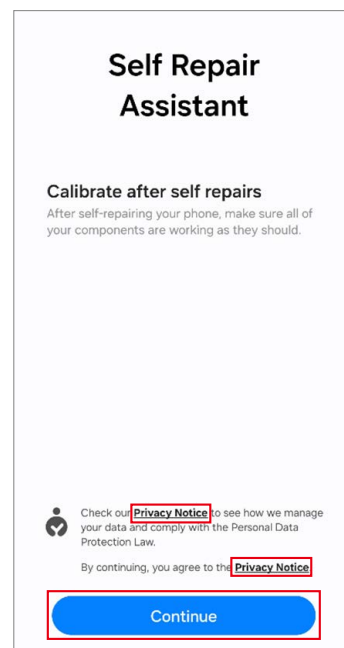 Self Repair
Assistant
Calibrate after self repairs
After self-repairing your phone, make sure all of
your components are working as they should.
Check our Privacy Notice to see how we manage
your data and comply with the Personal Data
Protection Law.
By continuing, you agree to the Privacy Notice.
Continue